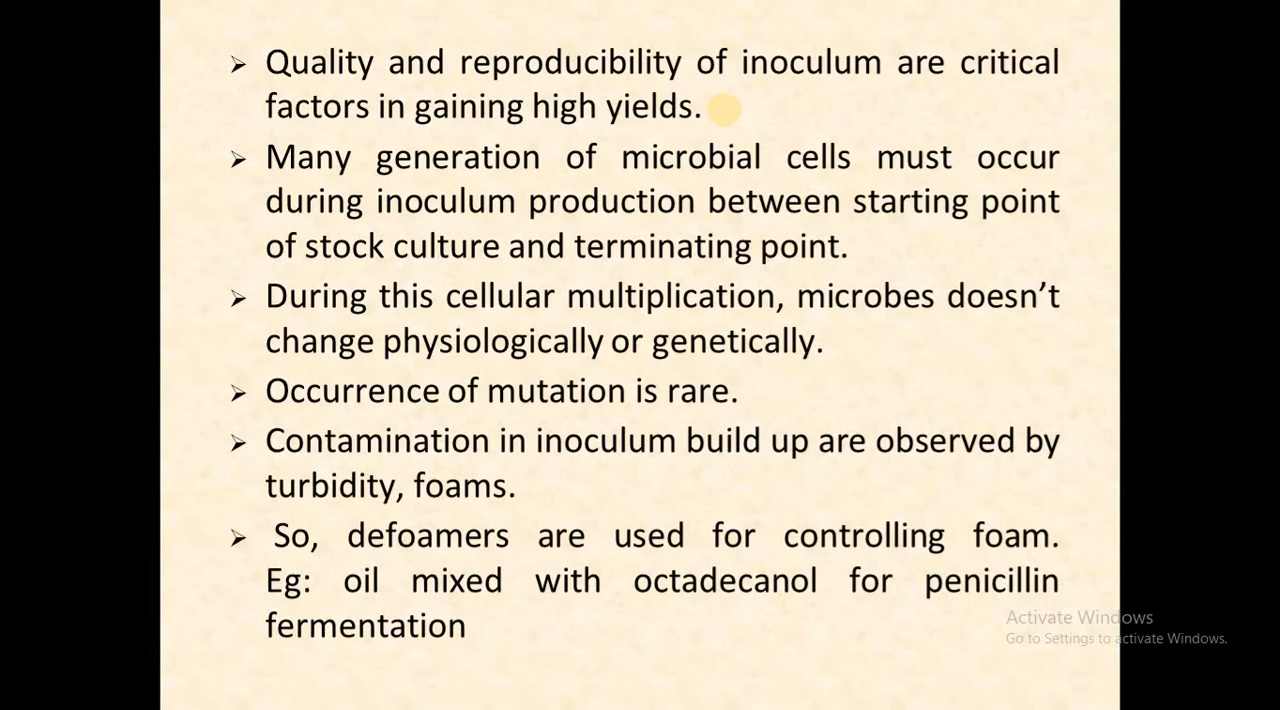 ➢ Quality and reproducibility of inoculum are critical
factors in gaining high yields.
➢ Many generation of microbial cells must occur
during inoculum production between starting point
of stock culture and terminating point.
➢ During this cellular multiplication, microbes doesn’t
change physiologically or genetically.
➢ Occurrence of mutation is rare.
➢ Contamination in inoculum build up are observed by
turbidity, foams.
➢ So, defoamers are used for controlling foam.
Eg: oil mixed with octadecanol for penicillin
fermentation
Activate Windows
Go to Settings to activate Windows.